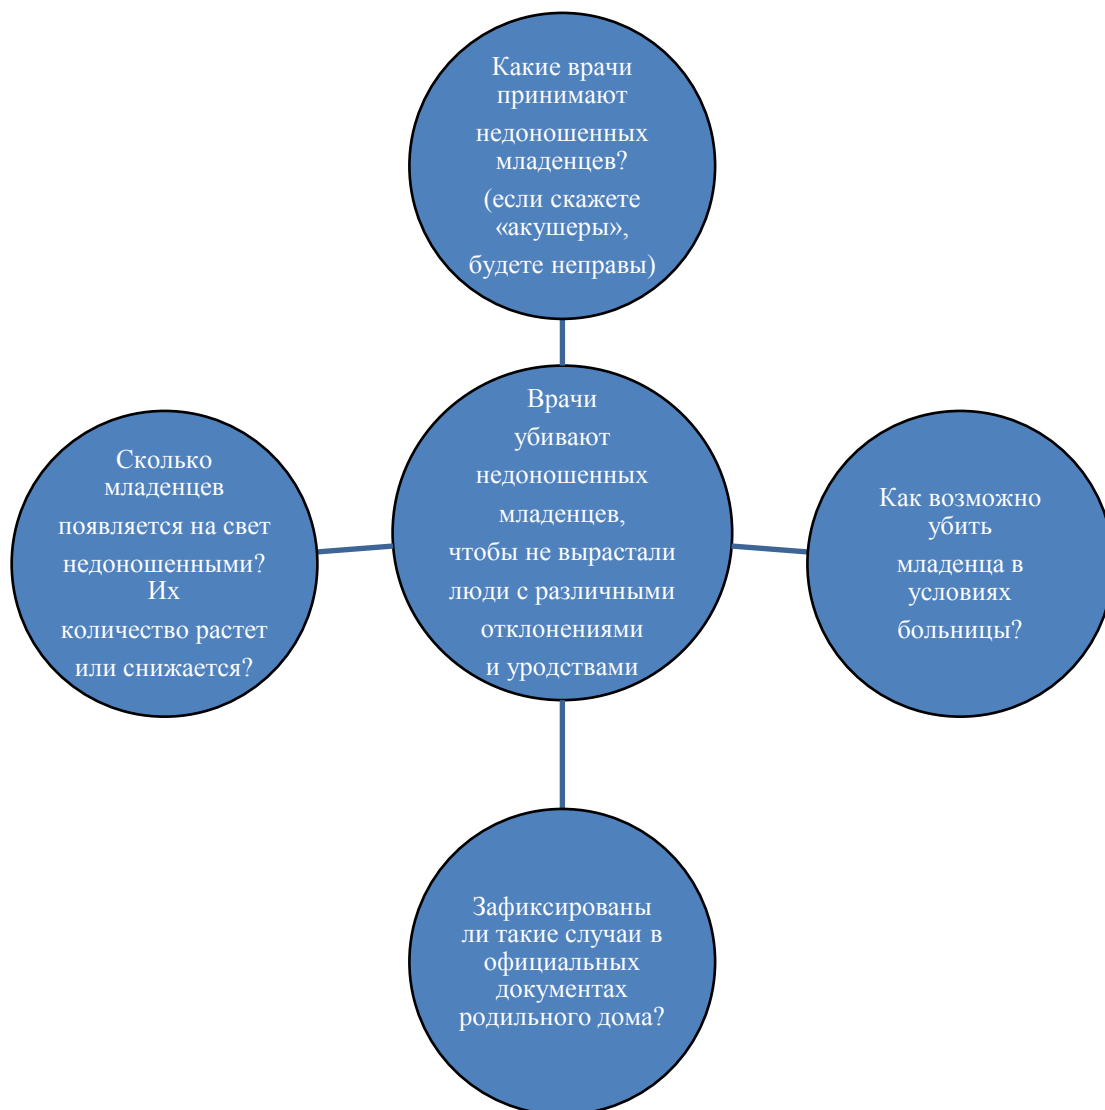 Какие врачи
принимают
недоношенных
младенцев?
(если скажете
«акушеры»,
будете неправы)
Сколько
младенцев
появляется на свет
недоношенными?
Их
количество растет
или снижается?
Врачи
убивают
недоношенных
младенцев,
чтобы не вырастали
люди с различными
отклонениями
и уродствами
Как возможно
убить
младенца в
условиях
больницы?
Зафиксированы
ли такие случаи в
официальных
документах
родильного дома?